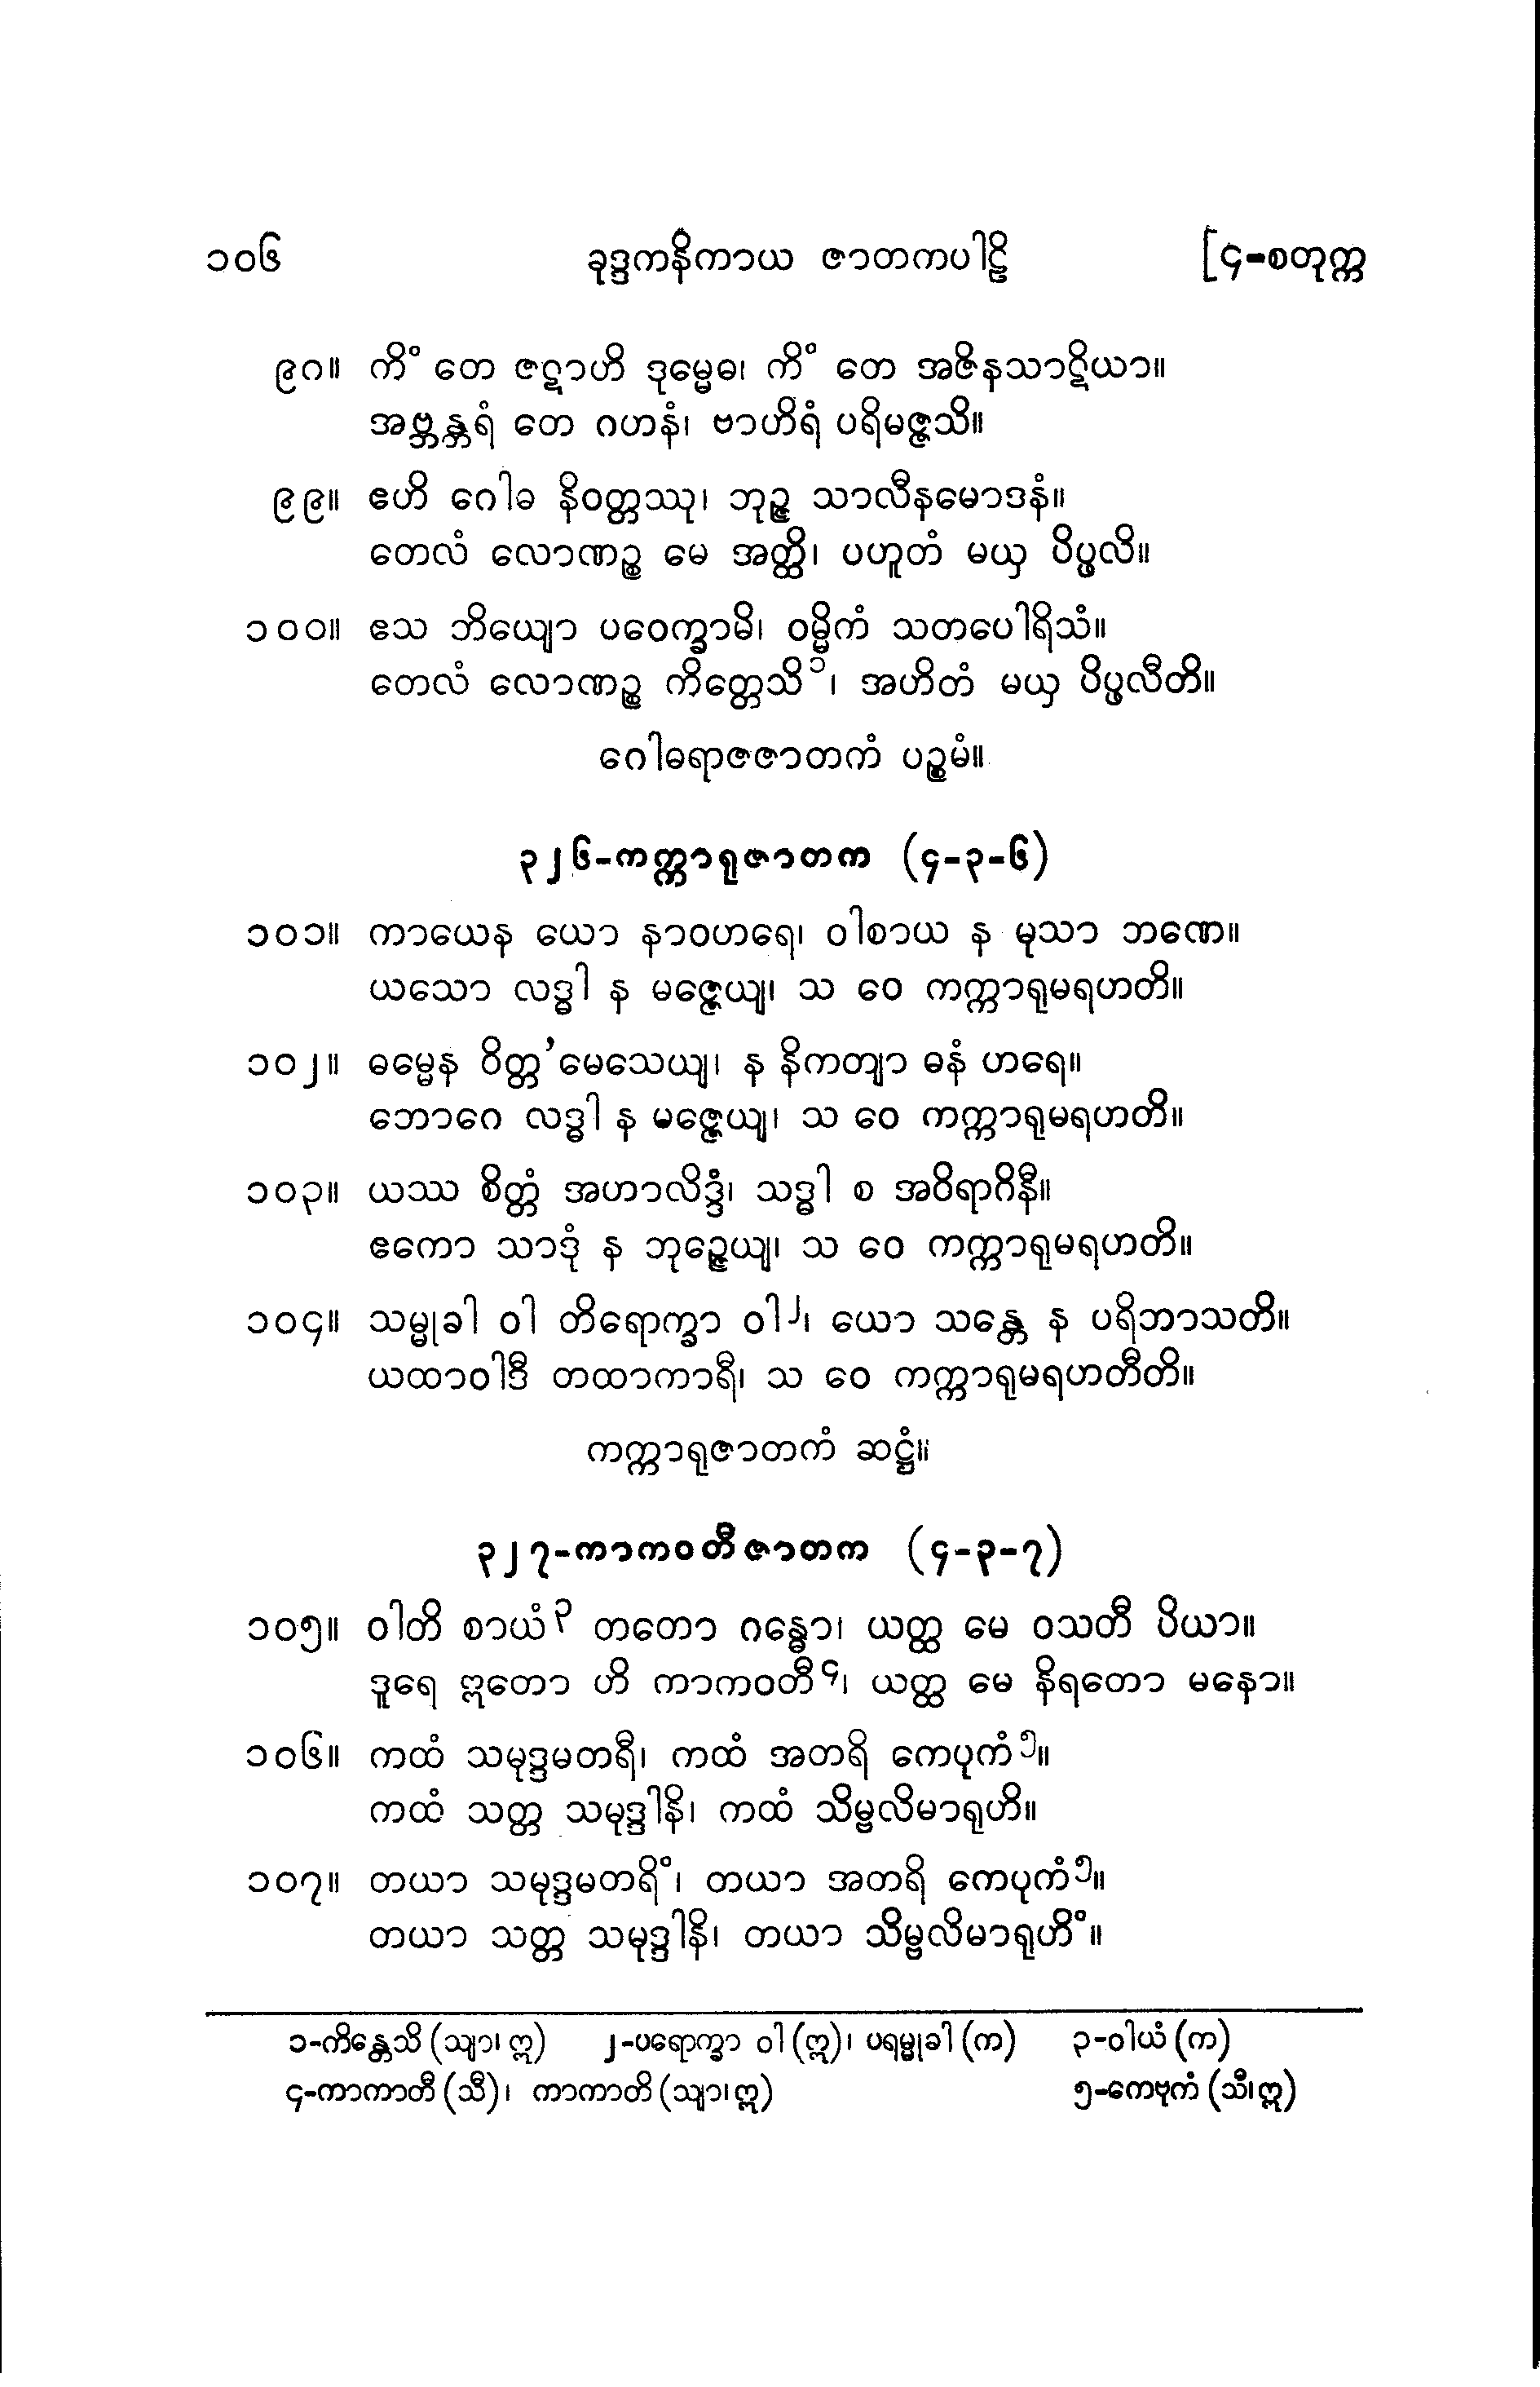 ၁၀၆ ခုဒ္ဒကနိကာယ ဇာတကပါဠိ [၄-စတုက္က
၉၈။ ကိံ တေ ဇဋာဟိ ဒုမ္မေဓ၊ ကိံ တေ အဇိနသာဋိယာ။
အဗ္ဘန္တရံ တေ ဂဟနံ၊ ဗာဟိရံ ပရိမဇ္ဇသိ။
၉၉။ ဧဟိ ဂေါဓ နိဝတ္တဿု၊ ဘုဉ္ဇ သာလီနမောဒနံ။
တေလံ လောဏဉ္စ မေ အတ္ထိ၊ ပဟူတံ မယှ ပိပ္ဖလိ။
၁၀၀။ ဧသ ဘိယျော ပဝေက္ခာမိ၊ ဝမ္မိကံ သတပေါရိသံ။
တေလံ လောဏဉ္စ ကိတ္တေသိ၁၊ အဟိတံ မယှ ပိပ္ဖလီတိ။
ဂေါဓရာဇဇာတကံ ပဉ္စမံ။
၃၂၆-ကက္ကာရုဇာတက (၄-၃-၆)
၁၀၁။ ကာယေန ယော နာဝဟရေ၊ ဝါစာယ န မုသာ ဘဏေ။
ယသော လဒ္ဓါ န မဇ္ဇေယျ၊ သ ဝေ ကက္ကာရုမရဟတိ။
၁၀၂။ ဓမ္မေန ဝိတ္တ’မေသေယျ၊ န နိကတျာ ဓနံ ဟရေ။
ဘောဂေ လဒ္ဓါ န မဇ္ဇေယျ၊ သ ဝေ ကက္ကာရုမရဟတိ။
၁၀၃။ ယဿ စိတ္တံ အဟာလိဒ္ဒံ၊ သဒ္ဓါ စ အဝိရာဂိနီ။
ဧကော သာဒုံ န ဘုဉ္ဇေယျ၊ သ ဝေ ကက္ကာရုမရဟတိ။
၁၀၄။ သမ္မုခါ ဝါ တိရောက္ခာ ဝါ၂၊ ယော သန္တေ န ပရိဘာသတိ။
ယထာဝါဒီ တထာကာရီ၊ သ ဝေ ကက္ကာရုမရဟတီတိ။
ကက္ကာရုဇာတကံ ဆဋ္ဌံ။
၃၂၇-ကာကဝတီဇာတက (၄-၃-၇)
၁၀၅။ ဝါတိ စာယံ၃ တတော ဂန္ဓော၊ ယတ္ထ မေ ဝသတီ ပိယာ။
ဒူရေ ဣတော ဟိ ကာကဝတီ၄၊ ယတ္ထ မေ နိရတော မနော။
၁၀၆။ ကထံ သမုဒ္ဒမတရီ၊ ကထံ အတရိ ကေပုကံ၅။
ကထံ သတ္တ သမုဒ္ဒါနိ၊ ကထံ သိမ္ဗလိမာရုဟိ။
၁၀၇။ တယာ သမုဒ္ဒမတရိံ၊ တယာ အတရိ ကေပုကံ၅။
တယာ သတ္တ သမုဒ္ဒါနိ၊ တယာ သိမ္ဗလိမာရုဟိံ။
၁-ကိန္တေသိ (သျာ၊ ဣ) ၂-ပရောက္ခာ ဝါ (ဣ)၊ ပရမ္မုခါ (က) ၃-ဝါယံ (က)
၄-ကာကာတီ (သီ)၊ ကာကာတိ (သျာ၊ ဣ) ၅-ကေဗုကံ (သီ၊ ဣ)